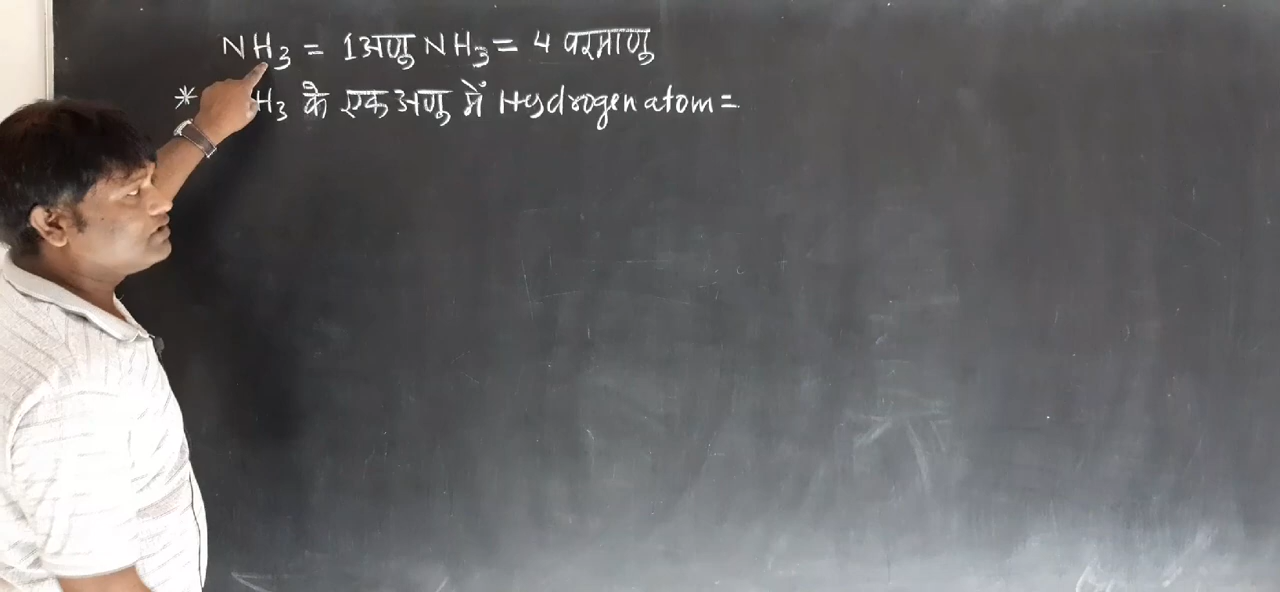 NH₃ = 1अणु NH₃ = 4 परमाणु
* H₃ के एक अणु में Hydrogen atom =